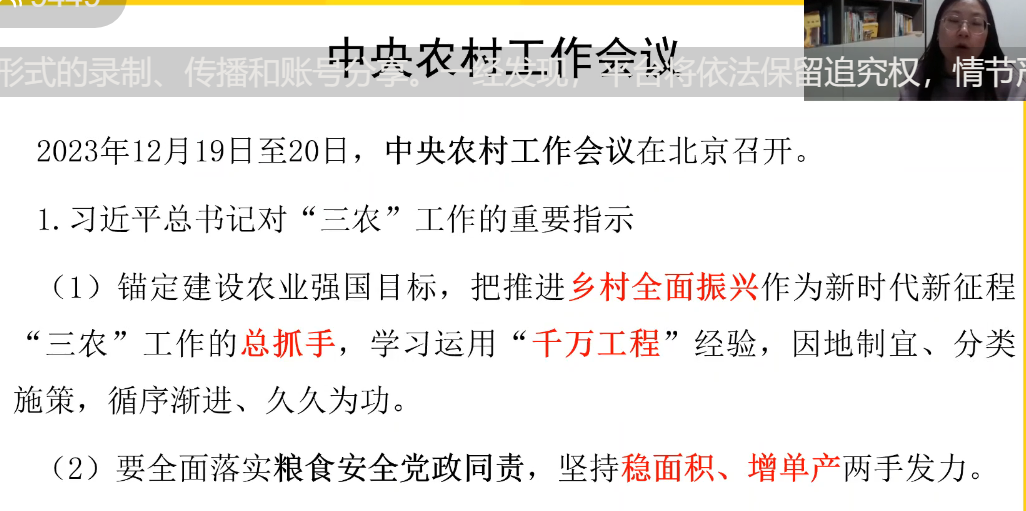 9449
中央农村工作会议
形式的录制、传播和账号分享。一经发现，平台将依法保留追究权，情节严
2023年12月19日至20日，中央农村工作会议在北京召开。
1.习近平总书记对“三农”工作的重要指示
（1）锚定建设农业强国目标，把推进乡村全面振兴作为新时代新征程
“三农”工作的总抓手，学习运用“千万工程”经验，因地制宜、分类
施策，循序渐进、久久为功。
（2）要全面落实粮食安全党政同责，坚持稳面积、增单产两手发力。